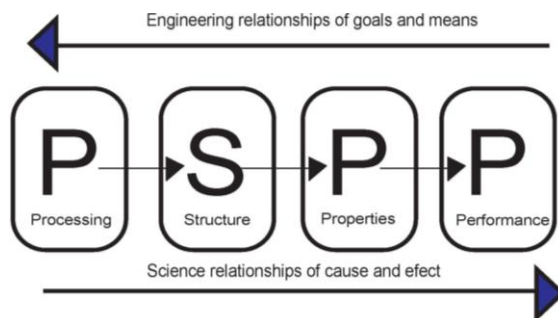 Engineering relationships of goals and means
P S P P
Processing Structure Properties Performance
Science relationships of cause and efect